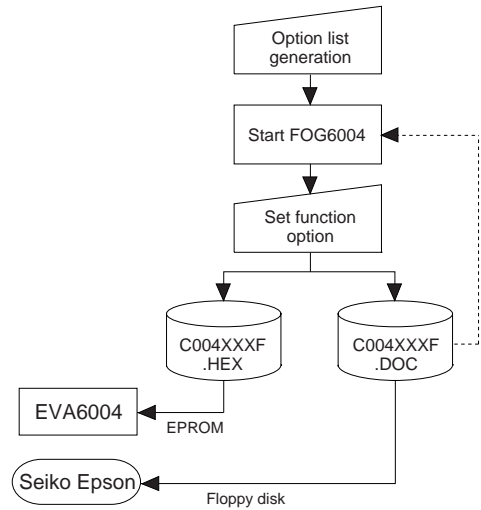 Option list
generation
Start FOG6004
Set function
option
C004XXXF
.HEX
C004XXXF
.DOC
EVA6004
EPROM
Seiko Epson
Floppy disk